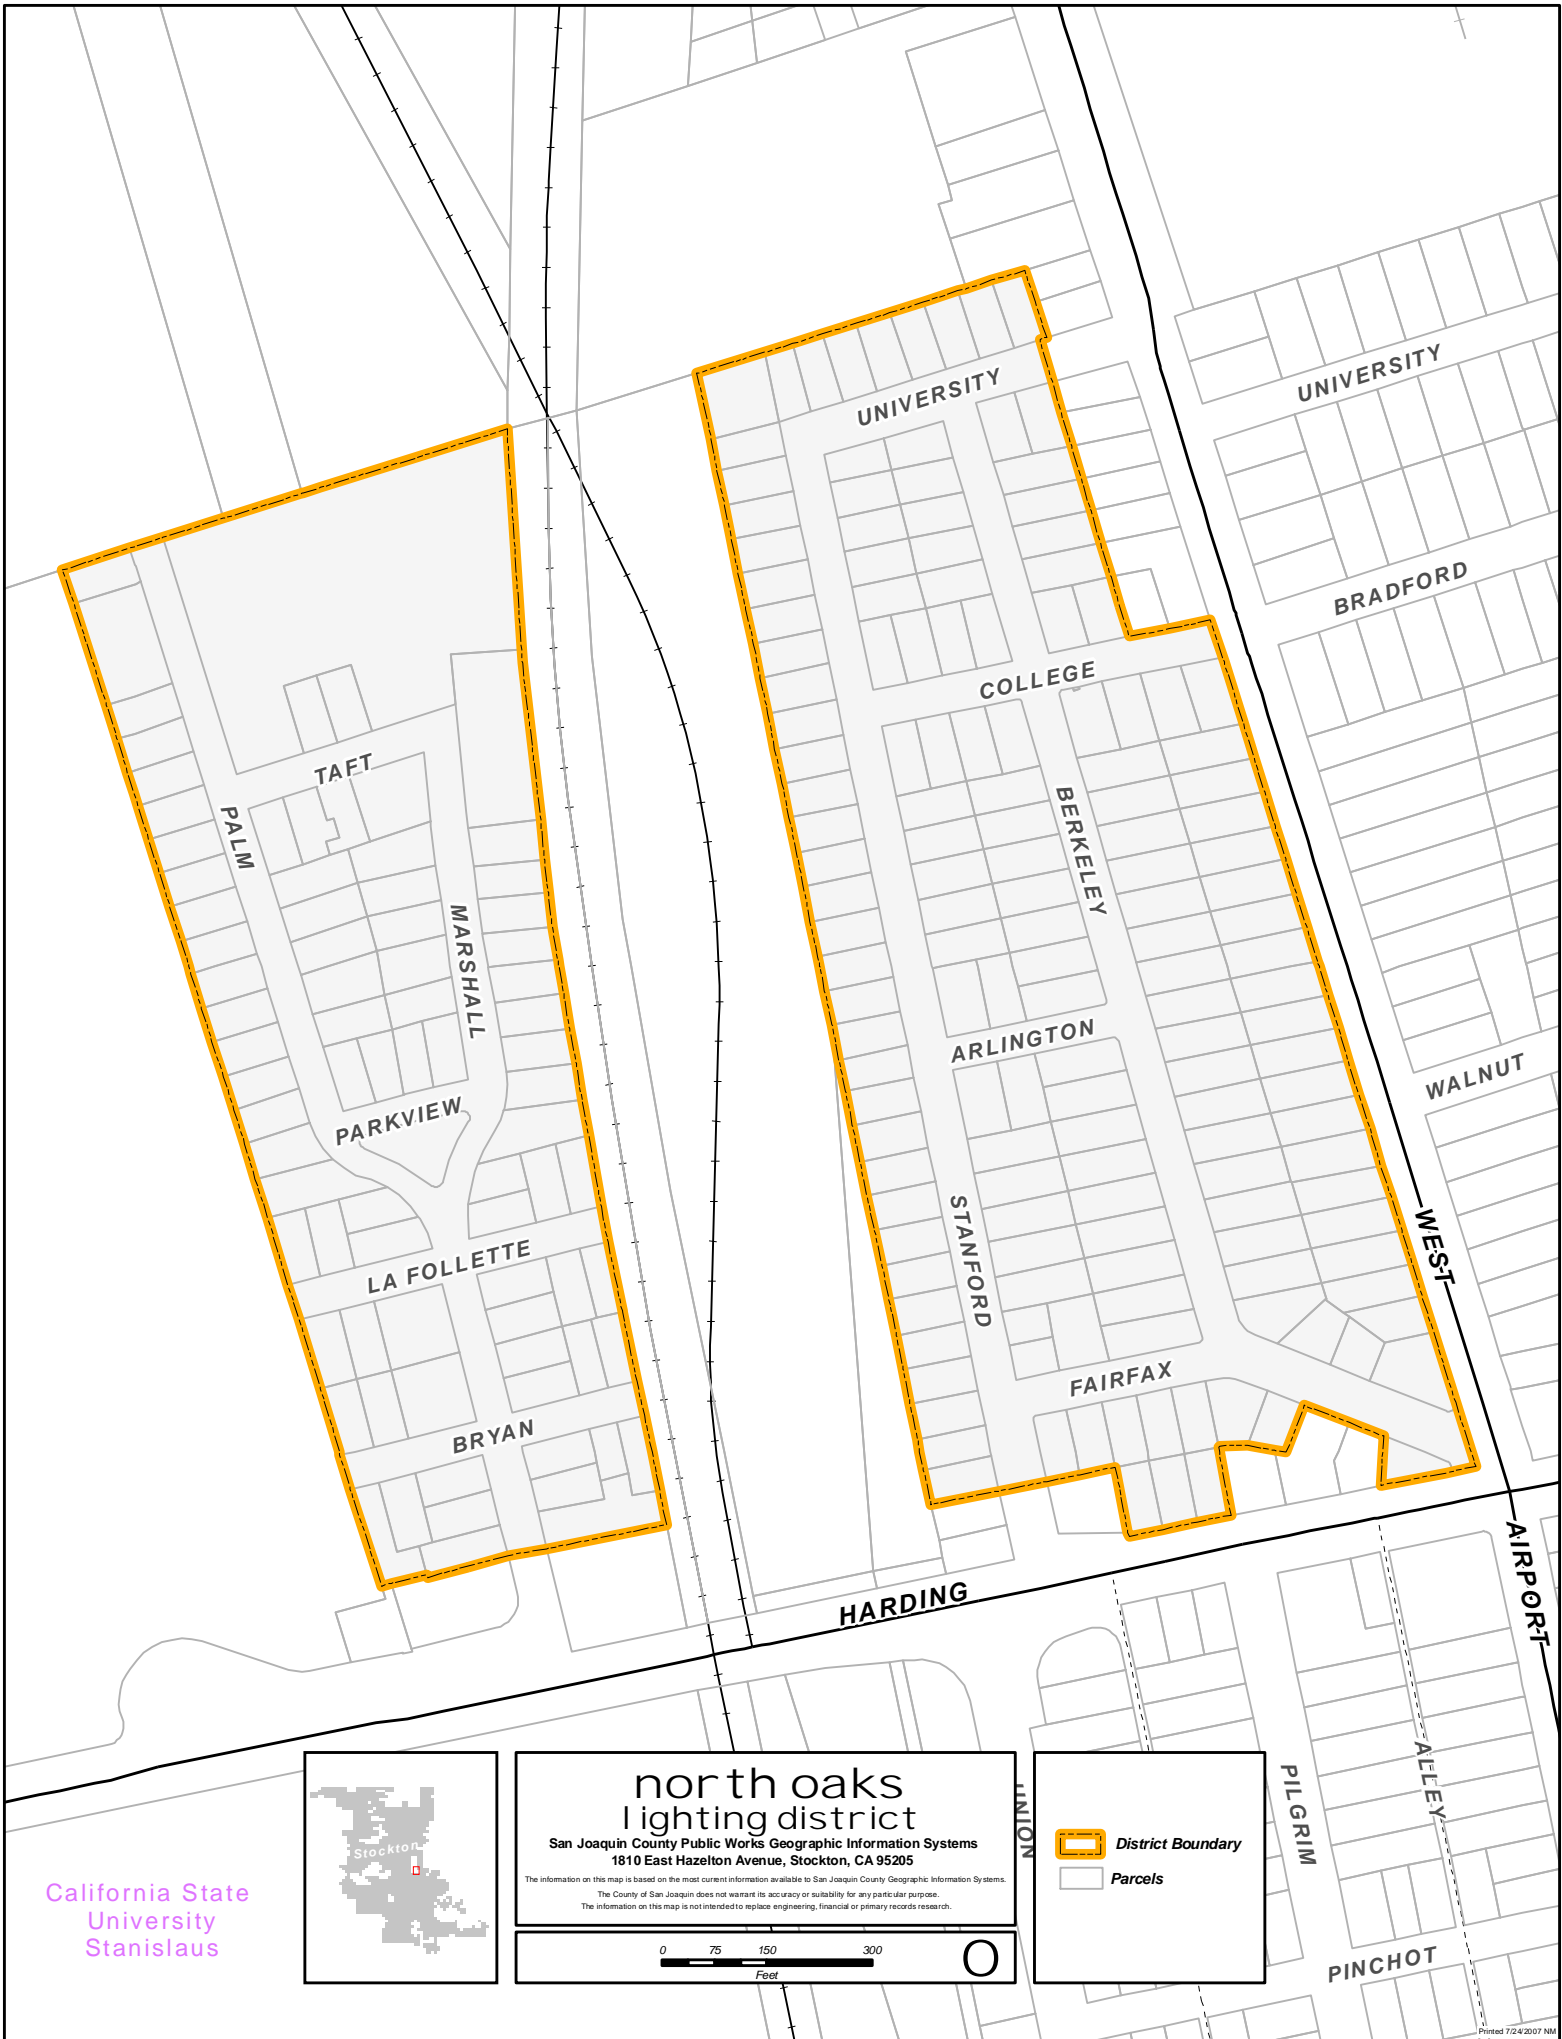 UNIVERSITY
UNIVERSITY
BRADFORD
COLLEGE
TAFT
PALM
BERKELEY
MARSHALL
ARLINGTON
WALNUT
PARKVIEW
STANFORD
WEST
LA FOLLETTE
FAIRFAX
BRYAN
AIRPORT
HARDING
UNION
PILGRIM
ALLEY
PINCHOT
California State
University
Stanislaus
Stockton
north oaks
lighting district
San Joaquin County Public Works Geographic Information Systems
1810 East Hazelton Avenue, Stockton, CA 95205
The information on this map is based on the most current information available to San Joaquin County Geographic Information Systems.
The County of San Joaquin does not warrant its accuracy or suitability for any particular purpose.
The information on this map is not intended to replace engineering, financial or primary records research.
0 75 150 300
Feet
O
District Boundary
Parcels
Printed 7/24/2007 NM